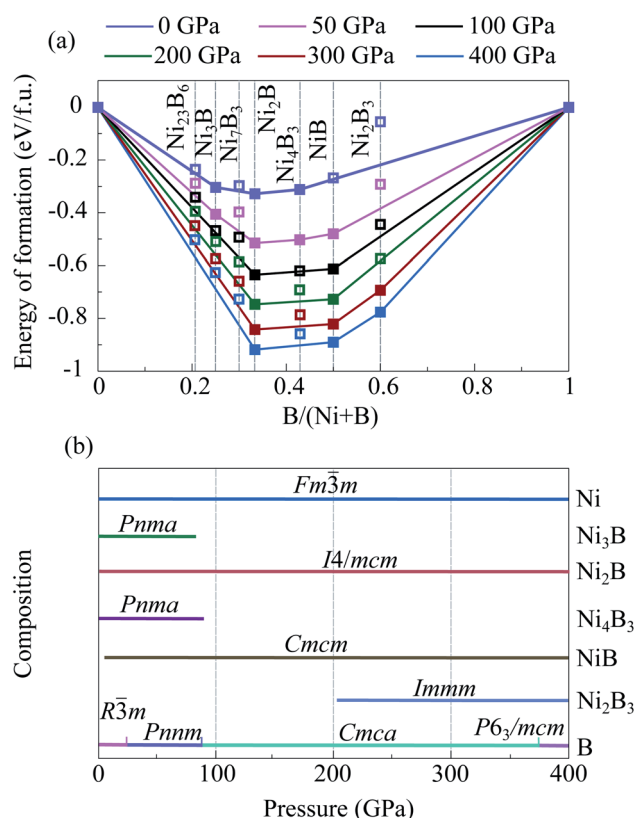 (a)
0 GPa 50 GPa 100 GPa
200 GPa 300 GPa 400 GPa
Energy of formation (eV/f.u.)
0
-0.2
-0.4
-0.6
-0.8
-1
Ni₂₃B₆
Ni₃B
Ni₇B₃
Ni₂B
Ni₄B₃
NiB
Ni₂B₃
0 0.2 0.4 0.6 0.8 1
B/(Ni+B)
(b)
Composition
Fm3̅m Ni
Pnma Ni₃B
I4/mcm Ni₂B
Pnma Ni₄B₃
Cmcm NiB
Immm Ni₂B₃
R3̅m Pnnm Cmca P6₃/mcm B
0 100 200 300 400
Pressure (GPa)